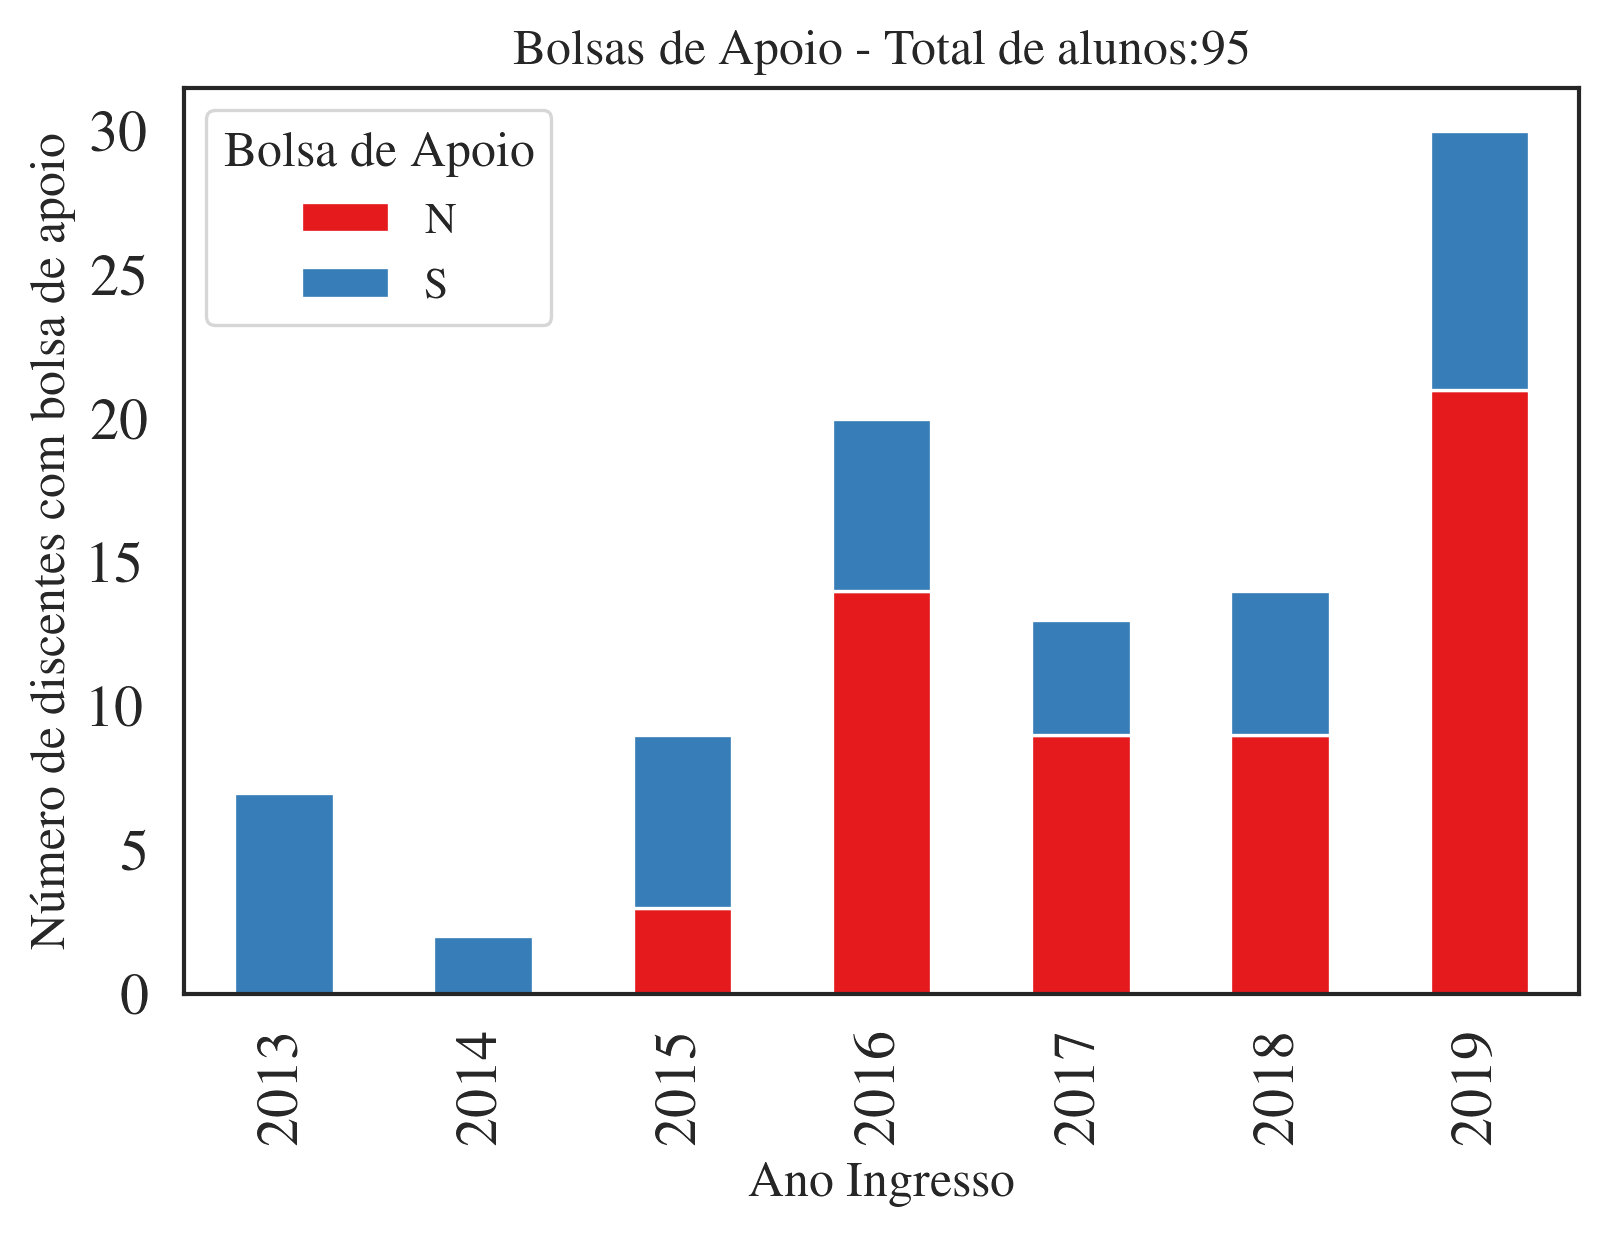 Bolsas de Apoio - Total de alunos:95
Bolsa de Apoio
N
S
Número de discentes com bolsa de apoio
30
25
20
15
10
5
0
2013
2014
2015
2016
2017
2018
2019
Ano Ingresso